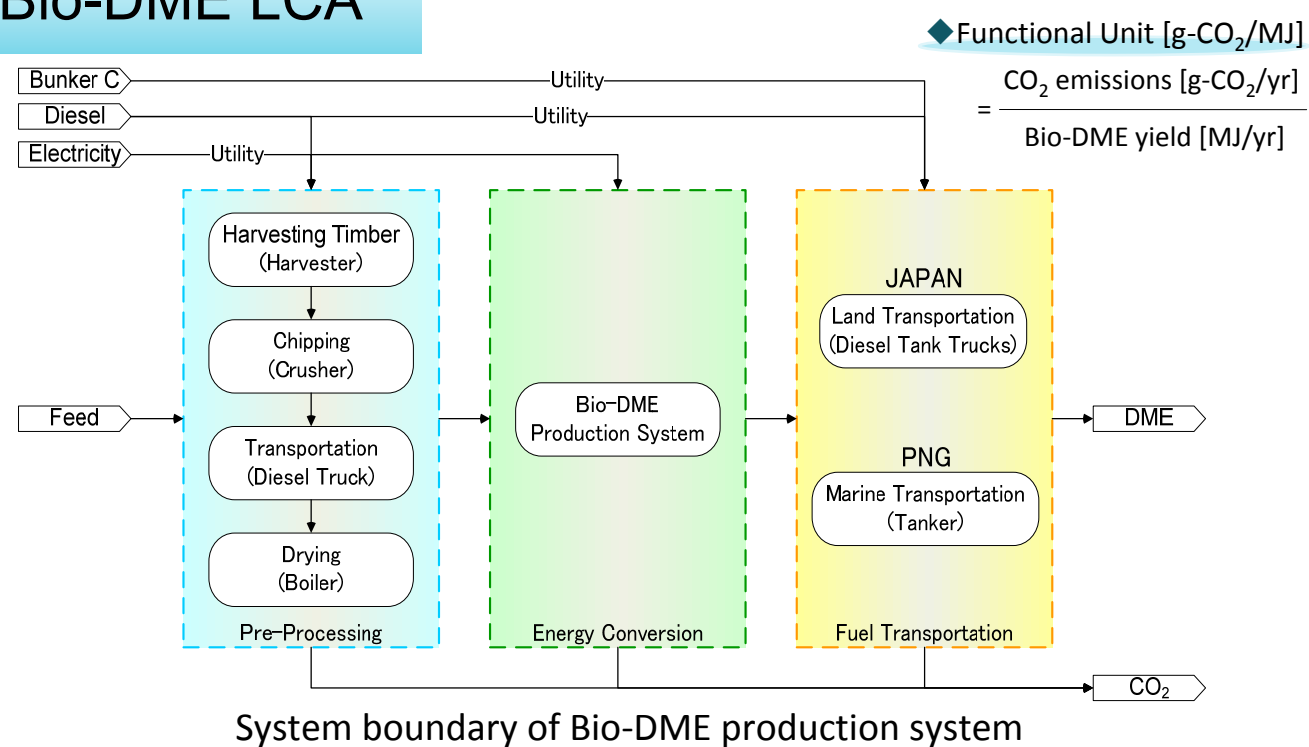 Bio-DME LCA
◆Functional Unit [g-CO₂/MJ]
CO₂ emissions [g-CO₂/yr]
=
Bio-DME yield [MJ/yr]
Bunker C
Utility
Diesel
Utility
Electricity
Utility
Harvesting Timber
(Harvester)
Chipping
(Crusher)
Transportation
(Diesel Truck)
Drying
(Boiler)
Pre-Processing
Feed
Bio-DME
Production System
Energy Conversion
JAPAN
Land Transportation
(Diesel Tank Trucks)
PNG
Marine Transportation
(Tanker)
Fuel Transportation
DME
CO₂
System boundary of Bio-DME production system